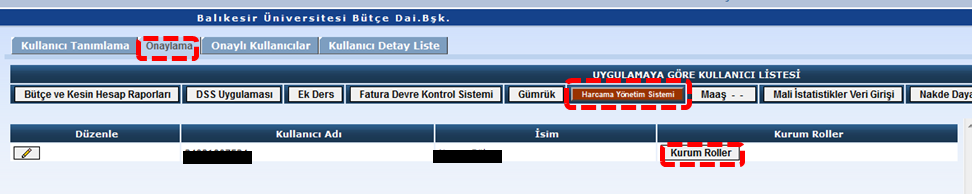 Balıkesir Üniversitesi Bütçe Dai.Bşk.
Kullanıcı Tanımlama Onaylama Onaylı Kullanıcılar Kullanıcı Detay Liste
UYGULAMAYA GÖRE KULLANICI LİSTESİ
Bütçe ve Kesin Hesap Raporları DSS Uygulaması Ek Ders Fatura Devre Kontrol Sistemi Gümrük Harcama Yönetim Sistemi Maaş - - Mali İstatistikler Veri Girişi Nakde Daya
Düzenle Kullanıcı Adı İsim Kurum Roller
Kurum Roller